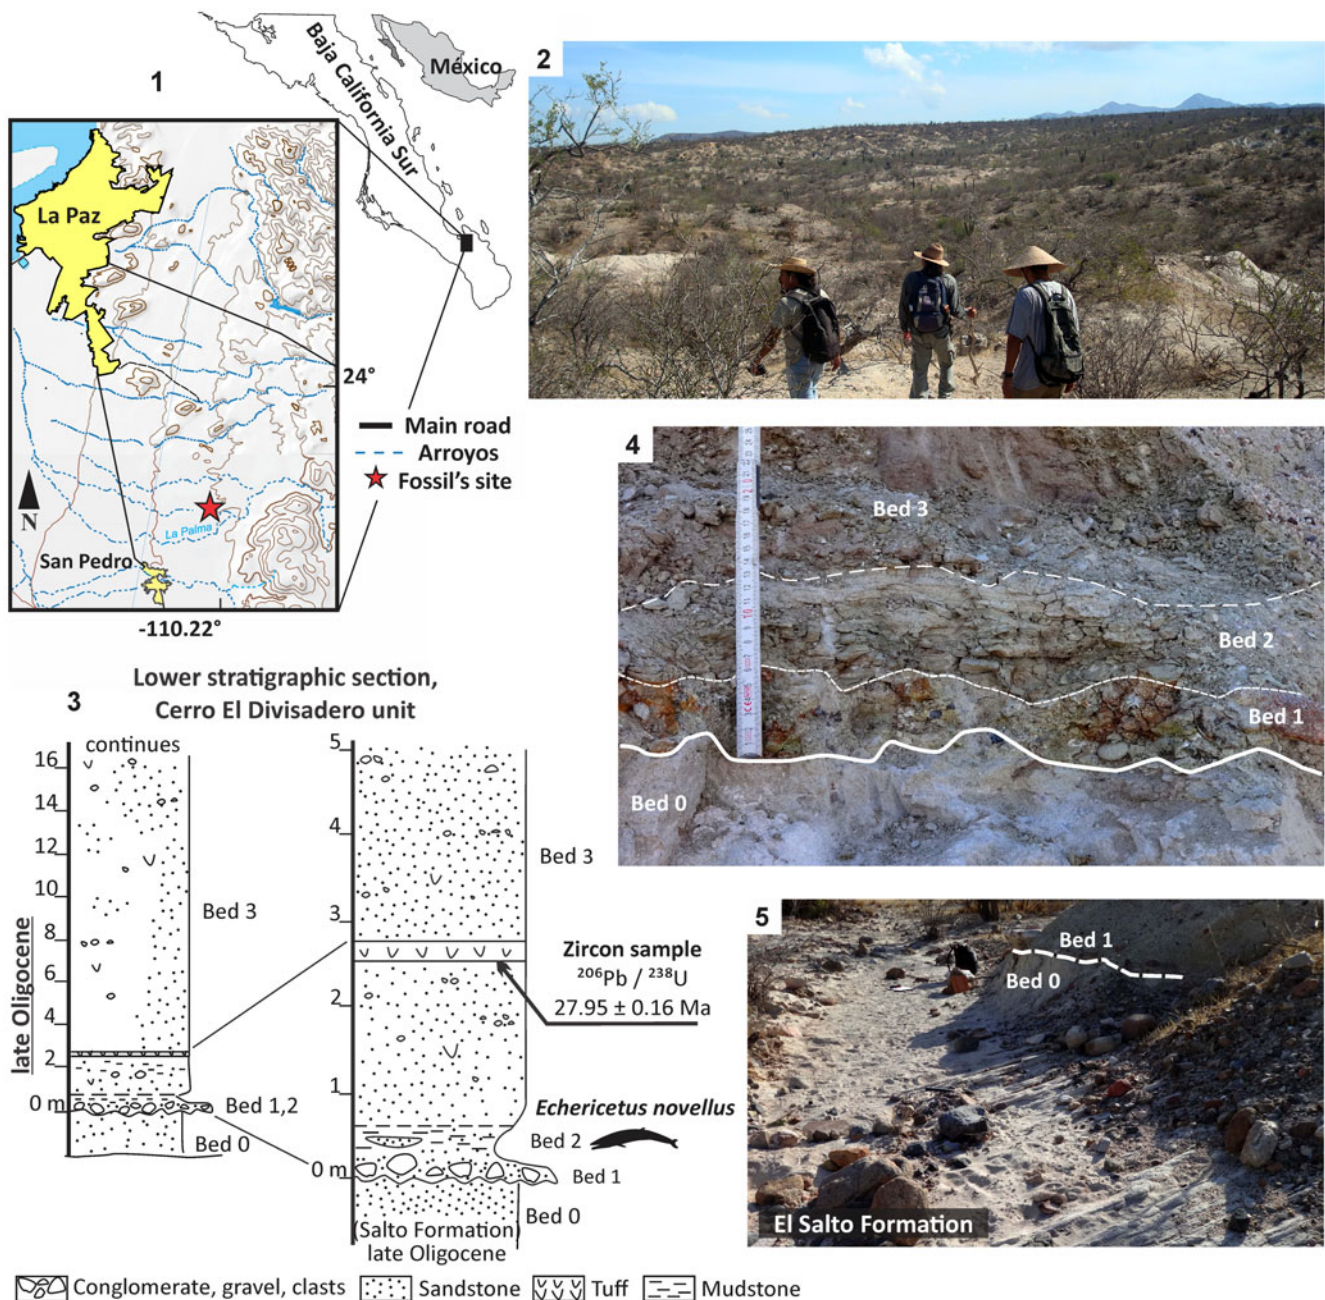 1
Baja California Sur
México
La Paz
500
24°
Main road
Arroyos
Fossil's site
N
La Palma
San Pedro
-110.22°
2
3
Lower stratigraphic section,
Cerro El Divisadero unit
continues
16
14
12
10
8
6
4
2
0 m
late Oligocene
Bed 3
Bed 1,2
Bed 0
5
4
3
2
1
0 m
Bed 3
Zircon sample
206Pb / 238U
27.95 ± 0.16 Ma
Echericetus novellus
Bed 2
Bed 1
Bed 0
(Salto Formation)
late Oligocene
Conglomerate, gravel, clasts
Sandstone
Tuff
Mudstone
4
Bed 3
Bed 2
Bed 1
Bed 0
10
5
Bed 1
Bed 0
El Salto Formation